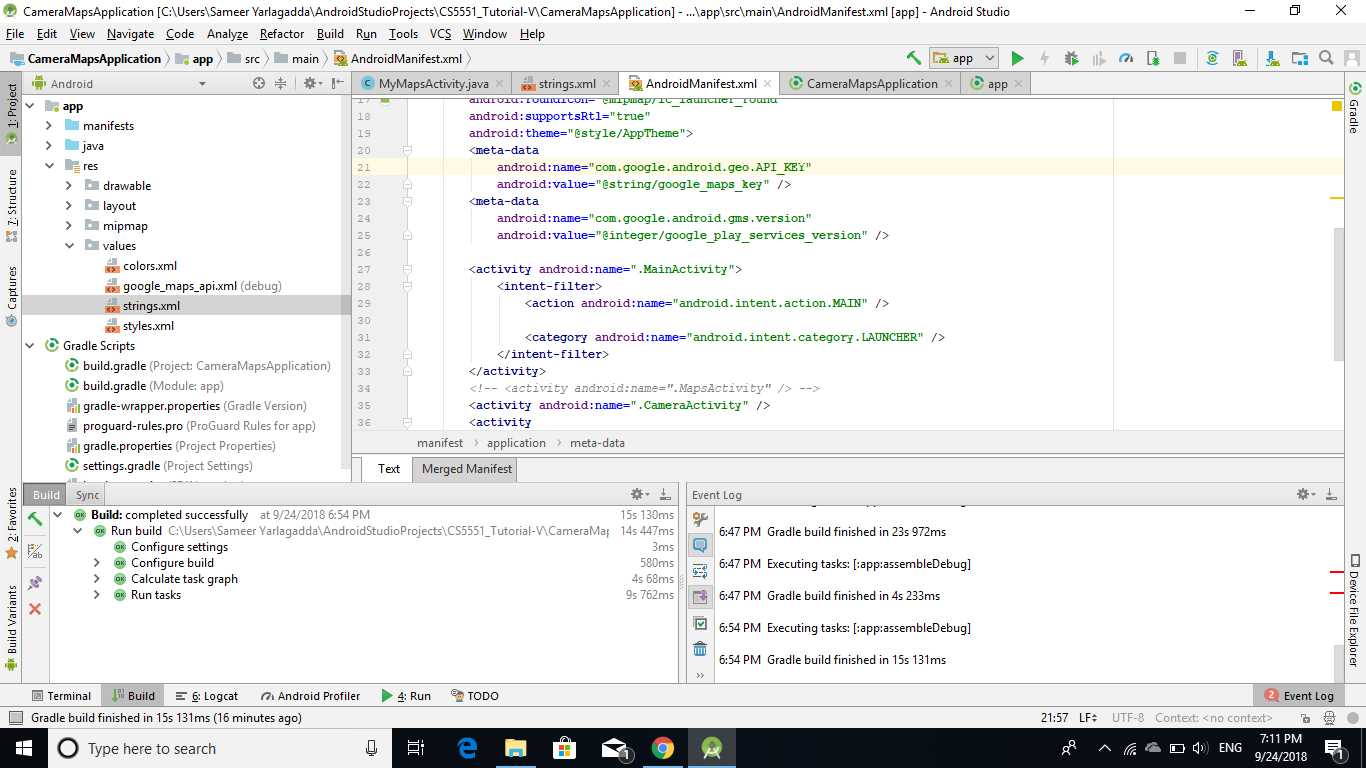 CameraMapsApplication [C:\Users\Sameer Yarlagadda\AndroidStudioProjects\CS5551_Tutorial-V\CameraMapsApplication] - ...\app\src\main\AndroidManifest.xml [app] - Android Studio
File Edit View Navigate Code Analyze Refactor Build Run Tools VCS Window Help
CameraMapsApplication app src main AndroidManifest.xml app
Android
MyMapsActivity.java strings.xml AndroidManifest.xml CameraMapsApplication app
1: Project
7: Structure
Captures
2: Favorites
Build Variants
app
manifests
java
res
drawable
layout
mipmap
values
colors.xml
google_maps_api.xml (debug)
strings.xml
styles.xml
Gradle Scripts
build.gradle (Project: CameraMapsApplication)
build.gradle (Module: app)
gradle-wrapper.properties (Gradle Version)
proguard-rules.pro (ProGuard Rules for app)
gradle.properties (Project Properties)
settings.gradle (Project Settings)
17 android:roundIcon="@mipmap/ic_launcher_round"
18 android:supportsRtl="true"
19 android:theme="@style/AppTheme">
20 <meta-data
21 android:name="com.google.android.geo.API_KEY"
22 android:value="@string/google_maps_key" />
23 <meta-data
24 android:name="com.google.android.gms.version"
25 android:value="@integer/google_play_services_version" />
26
27 <activity android:name=".MainActivity">
28 <intent-filter>
29 <action android:name="android.intent.action.MAIN" />
30
31 <category android:name="android.intent.category.LAUNCHER" />
32 </intent-filter>
33 </activity>
34 <!-- <activity android:name=".MapsActivity" /> -->
35 <activity android:name=".CameraActivity" />
36 <activity
manifest › application › meta-data
Text Merged Manifest
Gradle
Device File Explorer
Build Sync
Build: completed successfully at 9/24/2018 6:54 PM 15s 130ms
Run build C:\Users\Sameer Yarlagadda\AndroidStudioProjects\CS5551_Tutorial-V\CameraMap 14s 447ms
Configure settings 3ms
Configure build 580ms
Calculate task graph 4s 68ms
Run tasks 9s 762ms
Event Log
6:47 PM Gradle build finished in 23s 972ms
6:47 PM Executing tasks: [:app:assembleDebug]
6:47 PM Gradle build finished in 4s 233ms
6:54 PM Executing tasks: [:app:assembleDebug]
6:54 PM Gradle build finished in 15s 131ms
Terminal Build 6: Logcat Android Profiler 4: Run TODO 2 Event Log
Gradle build finished in 15s 131ms (16 minutes ago) 21:57 LF UTF-8 Context: <no context>
Type here to search 1 ENG 7:11 PM 9/24/2018 1